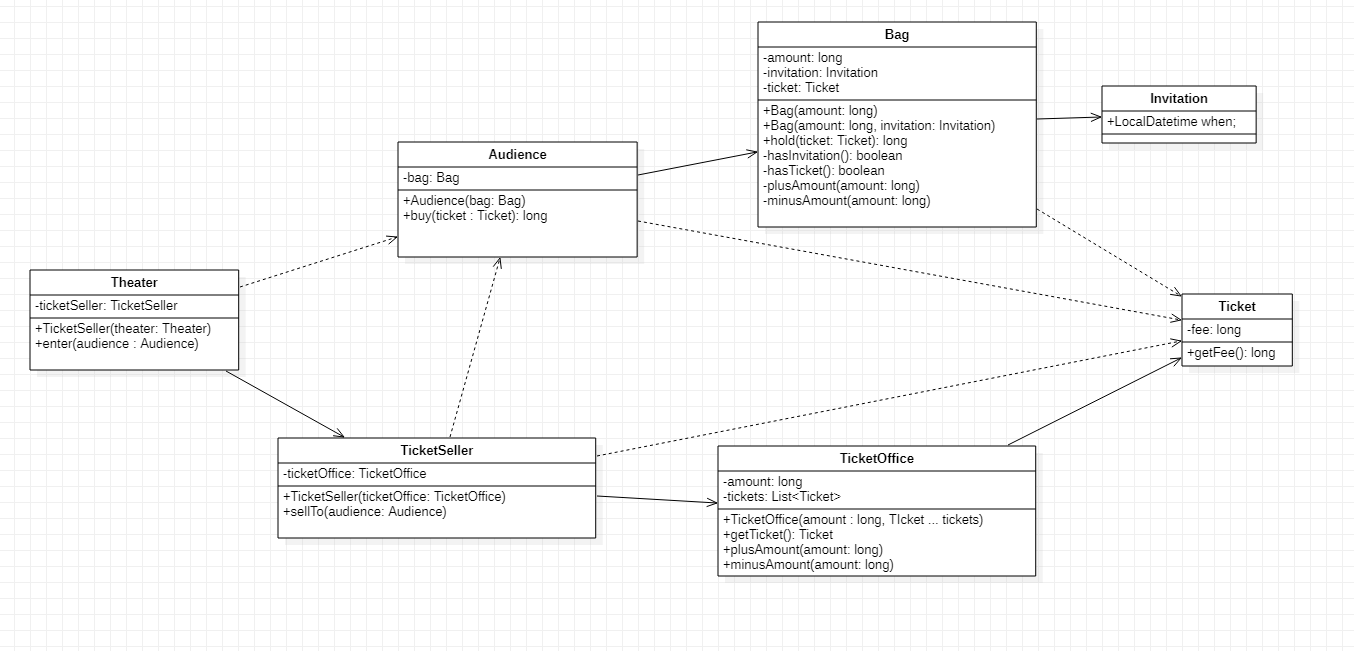 Bag
-amount: long
-invitation: Invitation
-ticket: Ticket
+Bag(amount: long)
+Bag(amount: long, invitation: Invitation)
+hold(ticket: Ticket): long
-hasInvitation(): boolean
-hasTicket(): boolean
-plusAmount(amount: long)
-minusAmount(amount: long)
Invitation
+LocalDatetime when;
Audience
-bag: Bag
+Audience(bag: Bag)
+buy(ticket : Ticket): long
Theater
-ticketSeller: TicketSeller
+TicketSeller(theater: Theater)
+enter(audience : Audience)
Ticket
-fee: long
+getFee(): long
TicketSeller
-ticketOffice: TicketOffice
+TicketSeller(ticketOffice: TicketOffice)
+sellTo(audience: Audience)
TicketOffice
-amount: long
-tickets: List<Ticket>
+TicketOffice(amount : long, TIcket ... tickets)
+getTicket(): Ticket
+plusAmount(amount: long)
+minusAmount(amount: long)